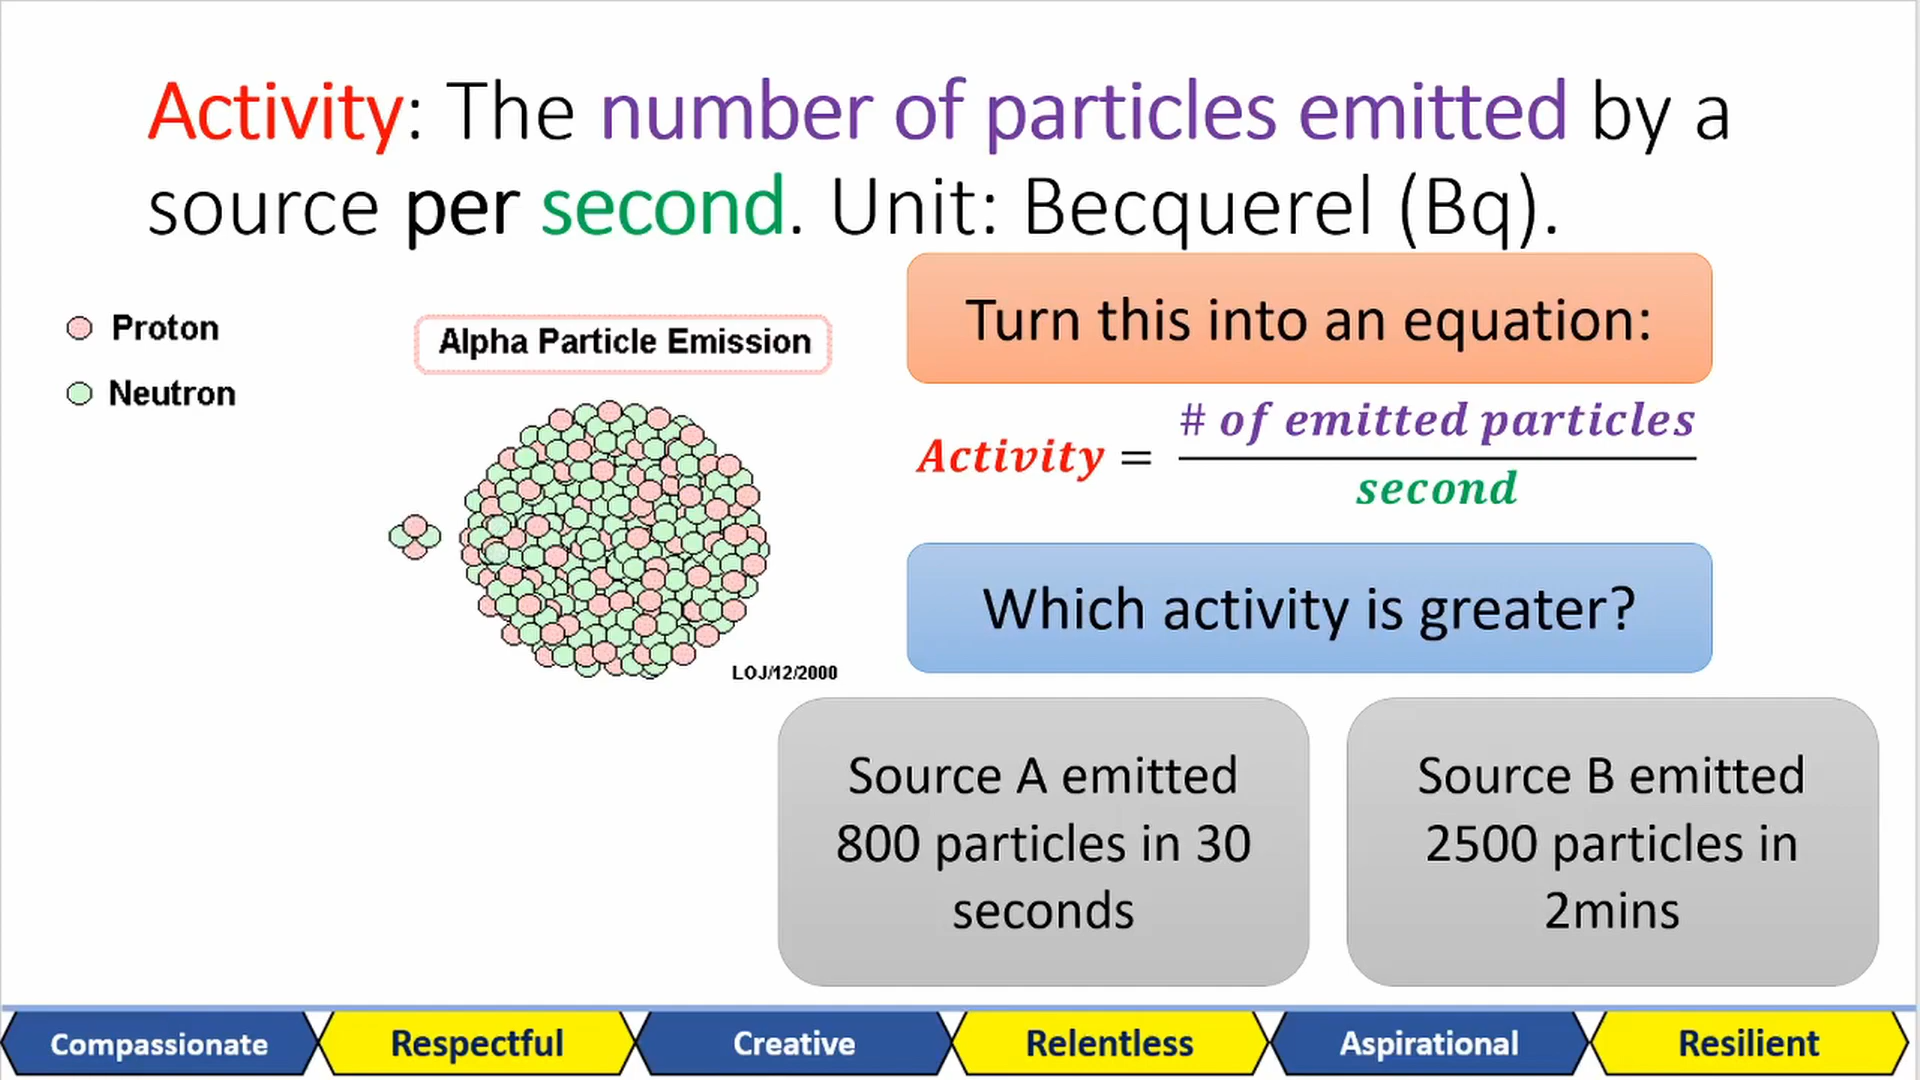 Activity: The number of particles emitted by a
source per second. Unit: Becquerel (Bq).
Proton
Neutron
Alpha Particle Emission
LOJ/12/2000
Turn this into an equation:
Activity = # of emitted particles
second
Which activity is greater?
Source A emitted
800 particles in 30
seconds
Source B emitted
2500 particles in
2mins
Compassionate
Respectful
Creative
Relentless
Aspirational
Resilient